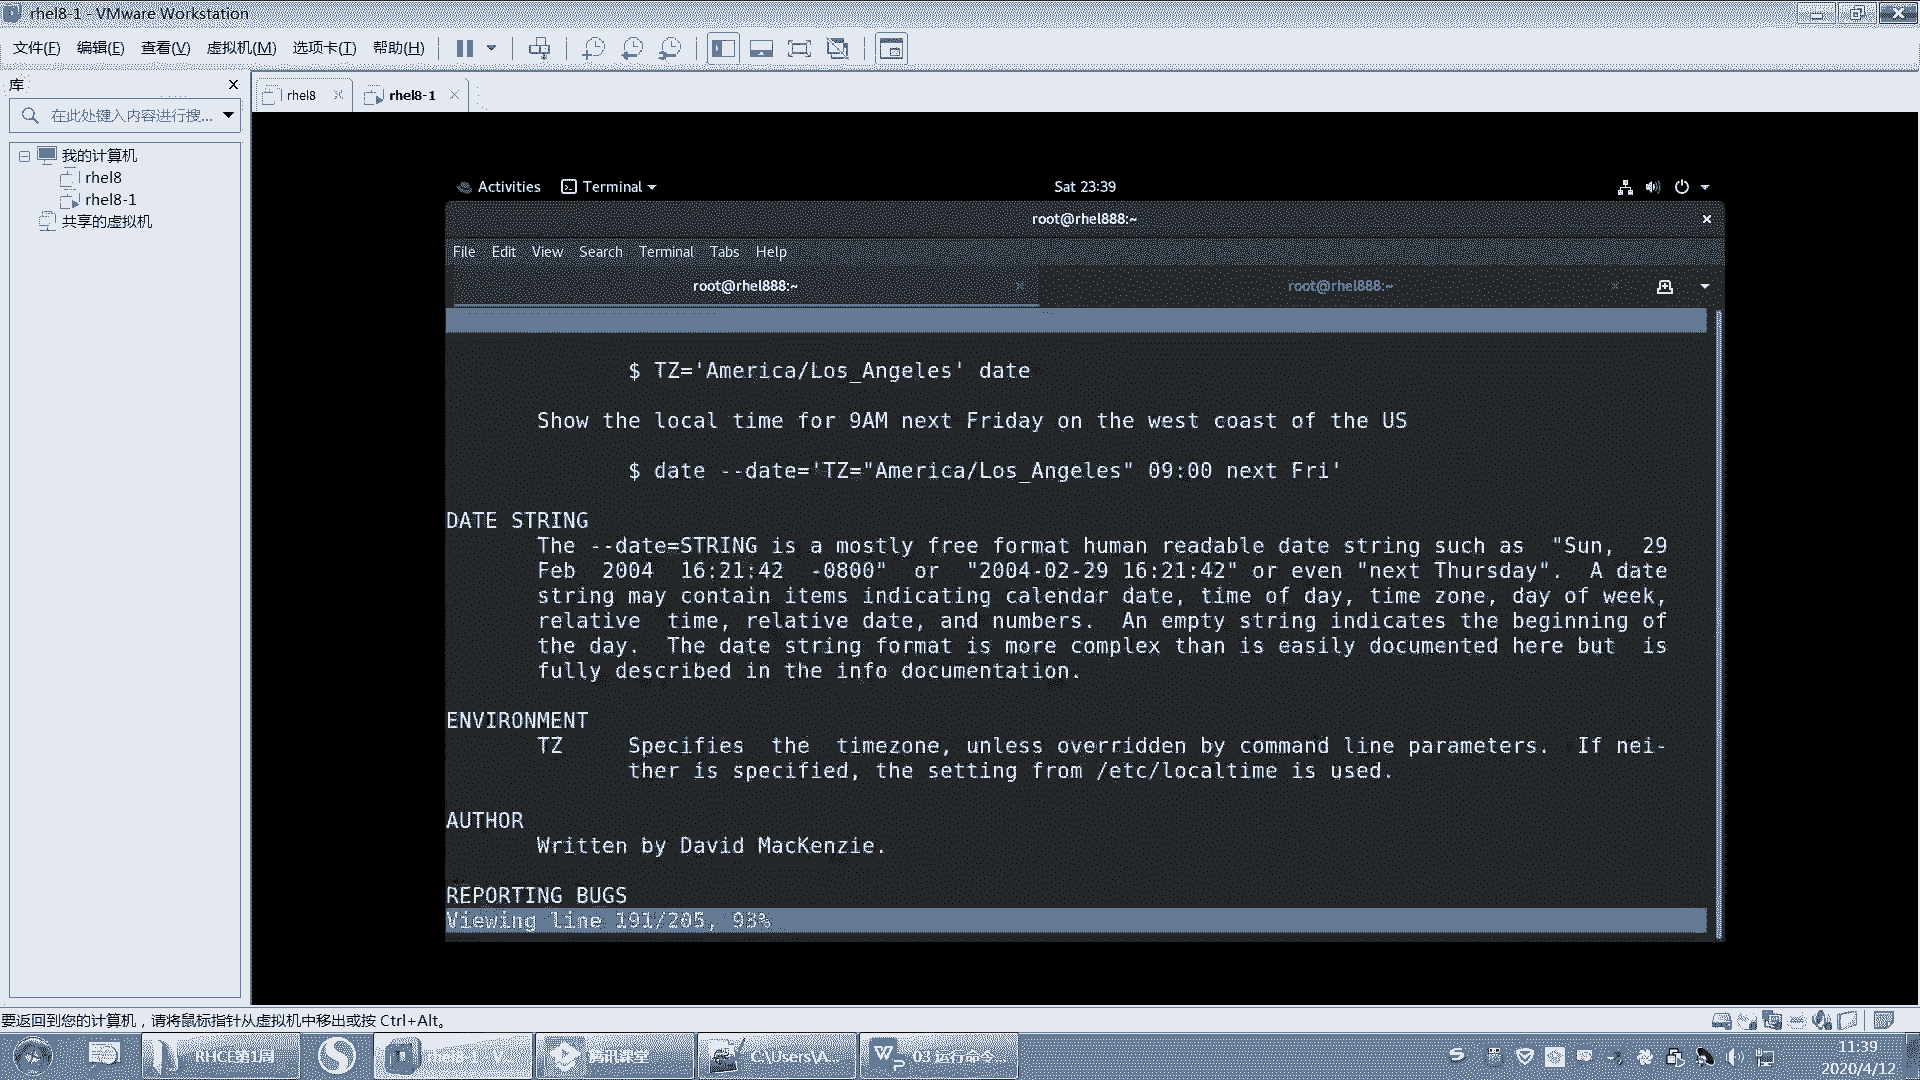 rhel8-1 - VMware Workstation
文件(F) 编辑(E) 查看(V) 虚拟机(M) 选项卡(T) 帮助(H)
库
在此处键入内容进行搜...
我的计算机
rhel8
rhel8-1
共享的虚拟机
rhel8 rhel8-1
Activities Terminal Sat 23:39
root@rhel888:~
File Edit View Search Terminal Tabs Help
root@rhel888:~ root@rhel888:~
$ TZ='America/Los_Angeles' date
Show the local time for 9AM next Friday on the west coast of the US
$ date --date='TZ="America/Los_Angeles" 09:00 next Fri'
DATE STRING
The --date=STRING is a mostly free format human readable date string such as "Sun, 29
Feb 2004 16:21:42 -0800" or "2004-02-29 16:21:42" or even "next Thursday". A date
string may contain items indicating calendar date, time of day, time zone, day of week,
relative time, relative date, and numbers. An empty string indicates the beginning of
the day. The date string format is more complex than is easily documented here but is
fully described in the info documentation.
ENVIRONMENT
TZ Specifies the timezone, unless overridden by command line parameters. If nei-
ther is specified, the setting from /etc/localtime is used.
AUTHOR
Written by David MacKenzie.
REPORTING BUGS
Viewing line 191/205, 93%
要返回到您的计算机，请将鼠标指针从虚拟机中移出或按 Ctrl+Alt。
RHCE第1周 rhel8-1 - V... 腾讯课堂 C:\Users\A... 03 运行命令...
11:39
2020/4/12